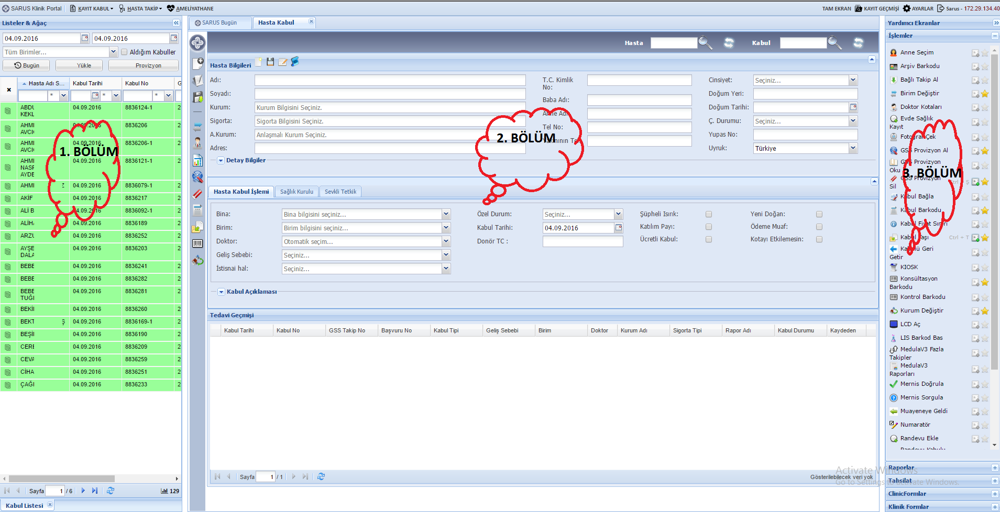 SARUS Klinik Portal KAYIT KABUL HASTA TAKİP AMELİYATHANE TAM EKRAN KAYIT GEÇMİŞİ AYARLAR Sarus - 172.29.134.40
Listeler & Ağaç
04.09.2016 04.09.2016
Tüm Birimler... Aldığım Kabuller
Bugün Yükle Provizyon
Hasta Adı S... Kabul Tarihi Kabul No G
* * *
ABDU 04.09.2016 8836124-1 2
KEKL
AHMI 04.09.2016 8836206 2
AVCI
AHMI 04.09.2016 8836206-1 2
AVCI
AHMI 04.09.2016 8836121-1 2
NASF
AYDE
AHMI Z 04.09.2016 8836079-1 2
AKİF 04.09.2016 8836217 2
ALİ B 04.09.2016 8836092-1 2
ALİH 04.09.2016 8836189 2
ARZU 04.09.2016 8836252 2
AYŞE 04.09.2016 8836203 2
DALA
BEBE 04.09.2016 8836241 2
BEBE 04.09.2016 8836282 2
BEBE 04.09.2016 8836281 2
TUĞI
BEKİI 04.09.2016 8836260 2
BEKT Ş 04.09.2016 8836169-1 2
BEŞİI 04.09.2016 8836190 2
CERE 04.09.2016 8836209 2
CEVA 04.09.2016 8836259 2
CİHA 04.09.2016 8836251 2
ÇAĞI 04.09.2016 8836233 2
1. BÖLÜM
Sayfa 1 / 6 129
Kabul Listesi
SARUS Bugün Hasta Kabul
Hasta Kabul
Hasta Bilgileri
Adı: T.C. Kimlik No: Cinsiyet: Seçiniz...
Soyadı: Baba Adı: Doğum Yeri:
Kurum: Kurum Bilgisini Seçiniz. Anne Adı Doğum Tarihi:
Sigorta: Sigorta Bilgisini Seçiniz. Tel No: Ç. Durumu: Seçiniz...
A.Kurum: Anlaşmalı Kurum Seçiniz. Yakınının Te Yupas No:
Adres: Uyruk: Türkiye
2. BÖLÜM
Detay Bilgiler
Hasta Kabul İşlemi Sağlık Kurulu Sevkli Tetkik
Bina: Bina bilgisini seçiniz... Özel Durum: Seçiniz... Şüpheli Isırık: Yeni Doğan:
Birim: Birim bilgisini seçiniz... Kabul Tarihi: 04.09.2016 Katılım Payı: Ödeme Muaf:
Doktor: Otomatik seçim... Donör TC : Ücretli Kabul: Kotayı Etkilemesin:
Geliş Sebebi: Seçiniz...
İstisnai hal: Seçiniz...
Kabul Açıklaması
Tedavi Geçmişi
Kabul Tarihi Kabul No GSS Takip No Başvuru No Kabul Tipi Geliş Sebebi Birim Doktor Kurum Adı Sigorta Tipi Rapor Adı Kabul Durumu Kaydeden
Sayfa 1 / 1 Gösterilebilecek veri yok
Yardımcı Ekranlar
İşlemler
Anne Seçim
Arşiv Barkodu
Bağlı Takip Al
Birim Değiştir
Doktor Kotaları
Evde Sağlık
Kayıt
Fotoğraf Çek
GSS Provizyon Al
GSS Provizyon
Oku
GSS Provizyon
Sil Ctrl + Ş
3. BÖLÜM
Kabul Bağla
Kabul Barkodu
Kabul Fiyat Sınırı
Kabul Taşı Ctrl + T
Kabulü Geri
Getir
KIOSK
Konsültasyon
Barkodu
Kontrol Barkodu
Kurum Değiştir
LCD Aç
LIS Barkod Bas
MedulaV3 Fazla
Takipler
MedulaV3
Raporları
Mernis Doğrula
Mernis Sorgula
Muayeneye Geldi
Numaratör
Randevu Ekle
Randevu Kabulu
Raporlar
Tahsilat
ClinicFormlar
Klinik Formlar
Activate Windows
Go to Settings to activate Windows.